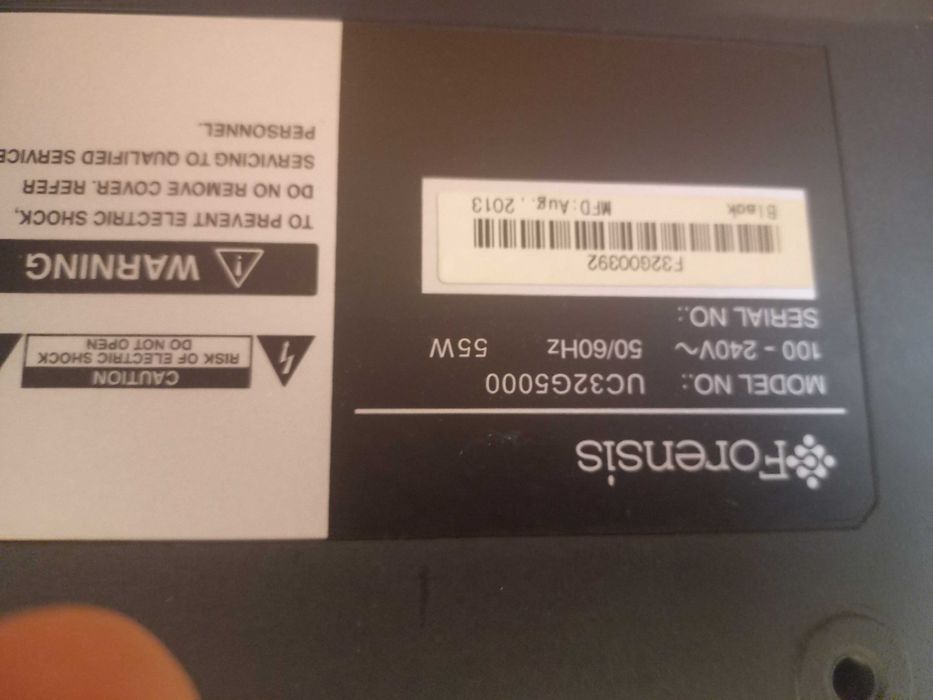 Forensis
MODEL NO.: UC32G5000
100 - 240V~ 50/60Hz 55W
SERIAL NO.:
F32G00392
Black MFD:Aug. . 2013
CAUTION
RISK OF ELECTRIC SHOCK
DO NOT OPEN
WARNING
TO PREVENT ELECTRIC SHOCK,
DO NO REMOVE COVER. REFER
SERVICING TO QUALIFIED SERVICE
PERSONNEL.